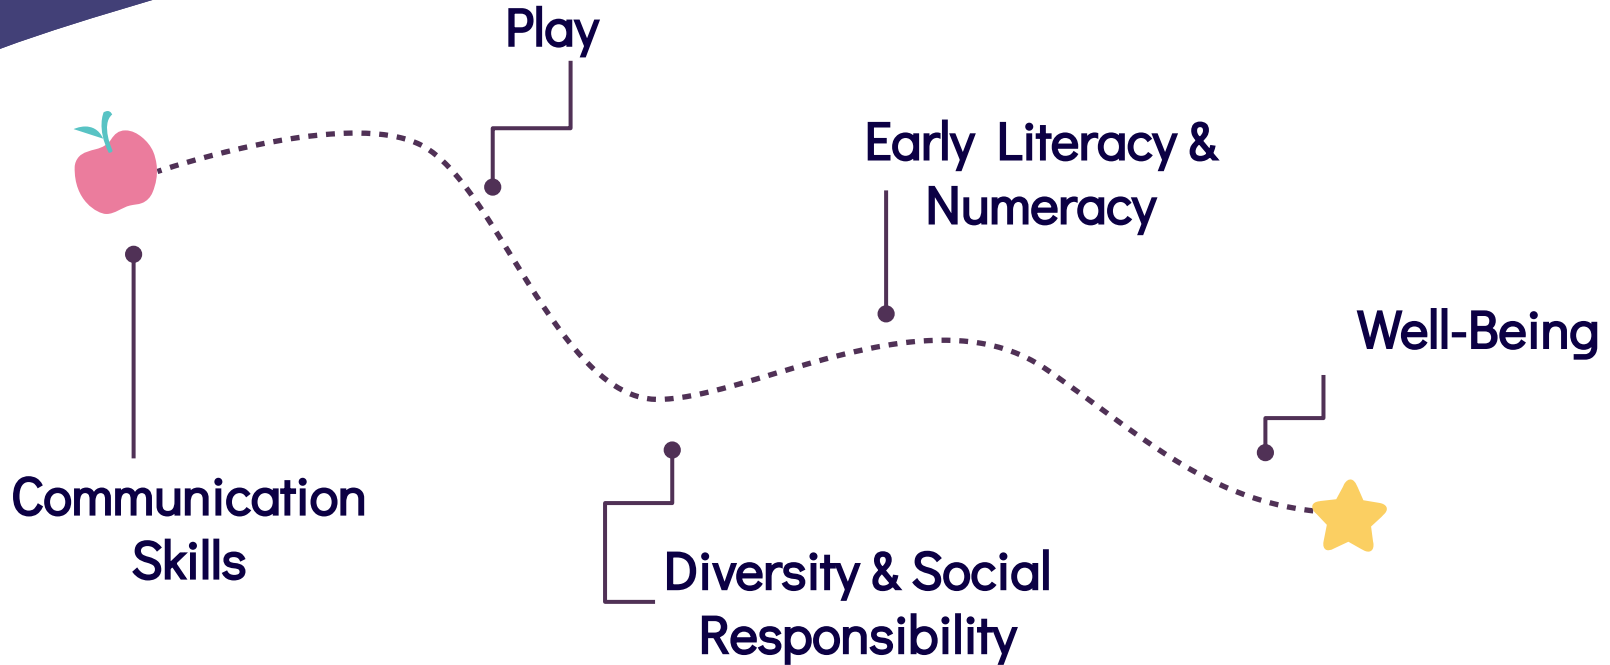 Play
Early Literacy &
Numeracy
Well-Being
Communication
Skills
Diversity & Social
Responsibility